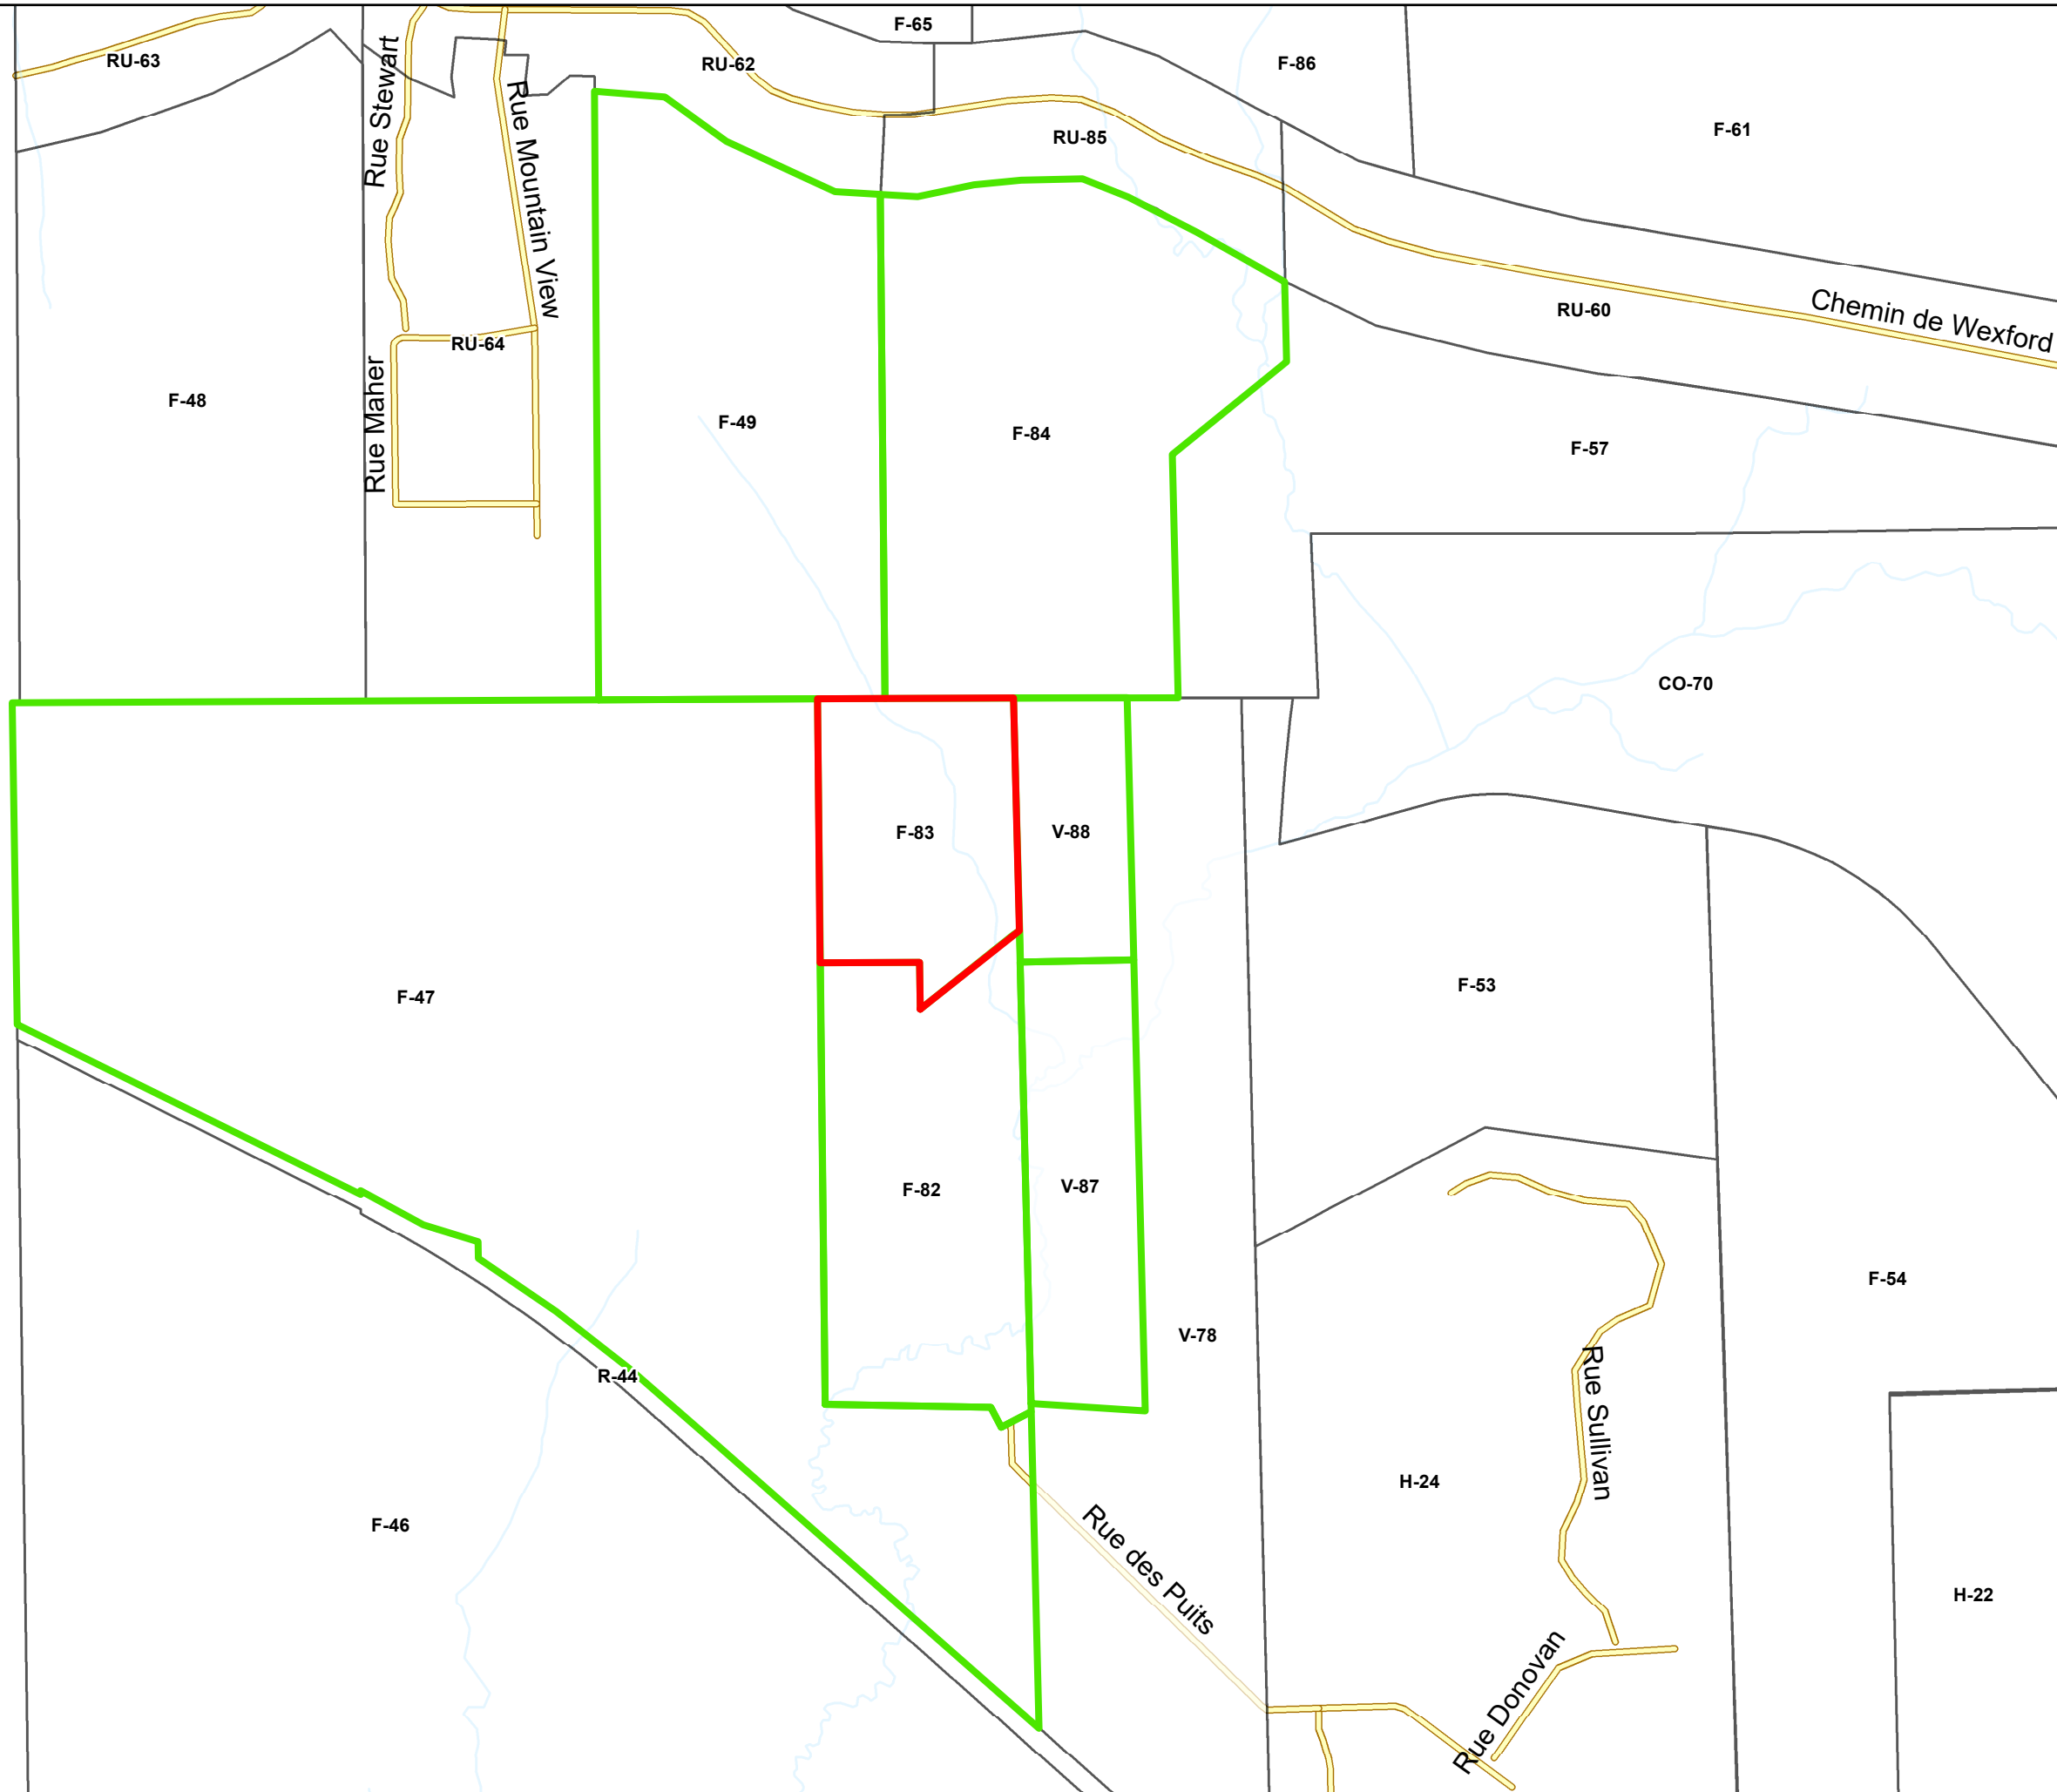 F-65
RU-63
RU-62
F-86
Rue Stewart
F-61
RU-85
Rue Mountain View
Chemin de Wexford
RU-60
RU-64
F-48
Rue Maher
F-49
F-84
F-57
CO-70
F-83
V-88
F-53
F-47
F-82
V-87
F-54
V-78
R-44
Rue Sullivan
H-24
F-46
Rue des Puits
H-22
Rue Donovan